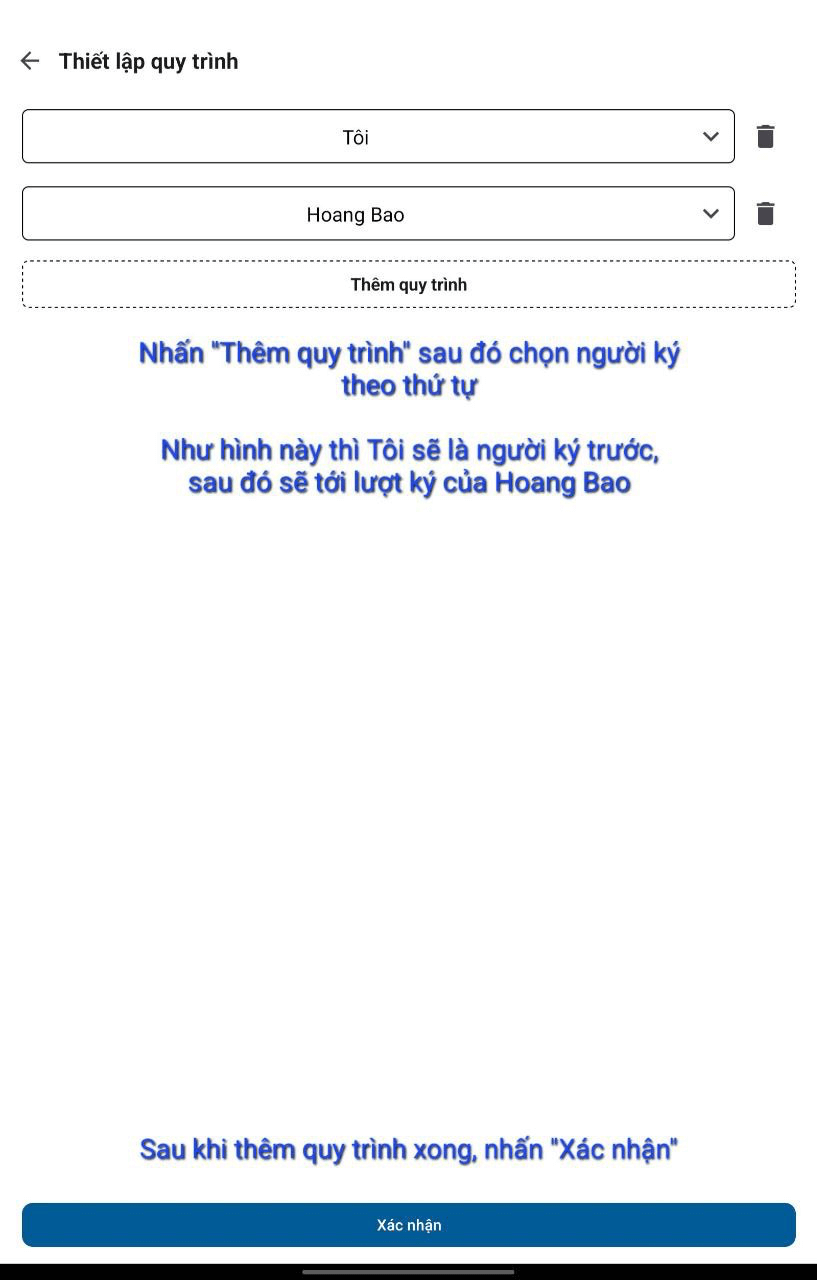 Thiết lập quy trình
Tôi
Hoang Bao
Thêm quy trình
Nhấn "Thêm quy trình" sau đó chọn người ký
theo thứ tự
Như hình này thì Tôi sẽ là người ký trước,
sau đó sẽ tới lượt ký của Hoang Bao
Sau khi thêm quy trình xong, nhấn "Xác nhận"
Xác nhận